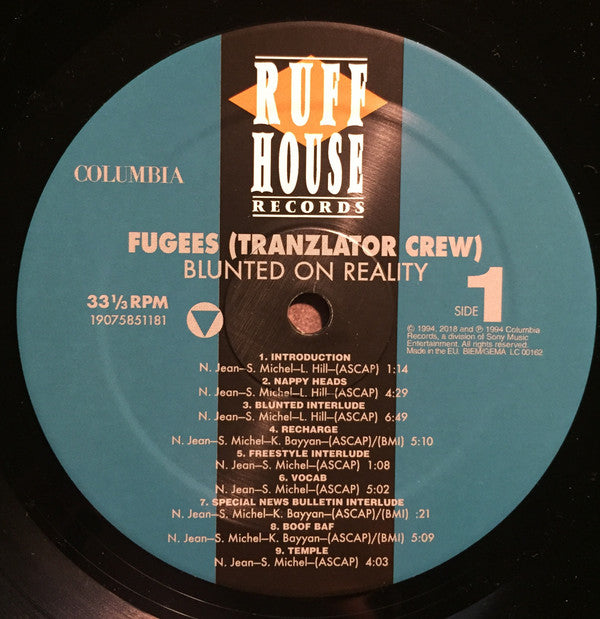 RUFF
HOUSE
RECORDS
COLUMBIA
FUGEES (TRANZLATOR CREW)
BLUNTED ON REALITY
33⅓ RPM
19075851181
SIDE 1
© 1994, 2018 and ℗ 1994 Columbia
Records, a division of Sony Music
Entertainment. All rights reserved.
Made in the EU. BIEM/GEMA LC 00162
1. INTRODUCTION
N. Jean–S. Michel–L. Hill–(ASCAP) 1:14
2. NAPPY HEADS
N. Jean–S. Michel–L. Hill–(ASCAP) 4:29
3. BLUNTED INTERLUDE
N. Jean–S. Michel–L. Hill–(ASCAP) 6:49
4. RECHARGE
N. Jean–S. Michel–K. Bayyan–(ASCAP)/(BMI) 5:10
5. FREESTYLE INTERLUDE
N. Jean–S. Michel–(ASCAP) 1:08
6. VOCAB
N. Jean–S. Michel–(ASCAP) 5:02
7. SPECIAL NEWS BULLETIN INTERLUDE
N. Jean–S. Michel–K. Bayyan–(ASCAP)/(BMI) :21
8. BOOF BAF
N. Jean–S. Michel–K. Bayyan–(ASCAP)/(BMI) 5:09
9. TEMPLE
N. Jean–S. Michel–(ASCAP) 4:03